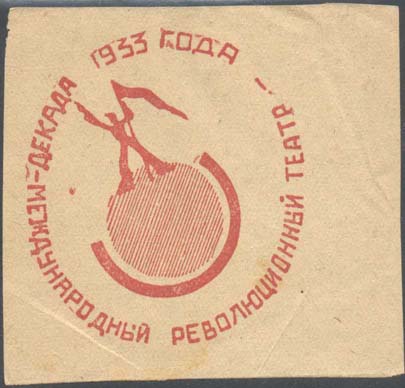 –ДЕКАДА 1933 ГОДА
МЕЖДУНАРОДНЫЙ РЕВОЛЮЦИОННЫЙ ТЕАТР!